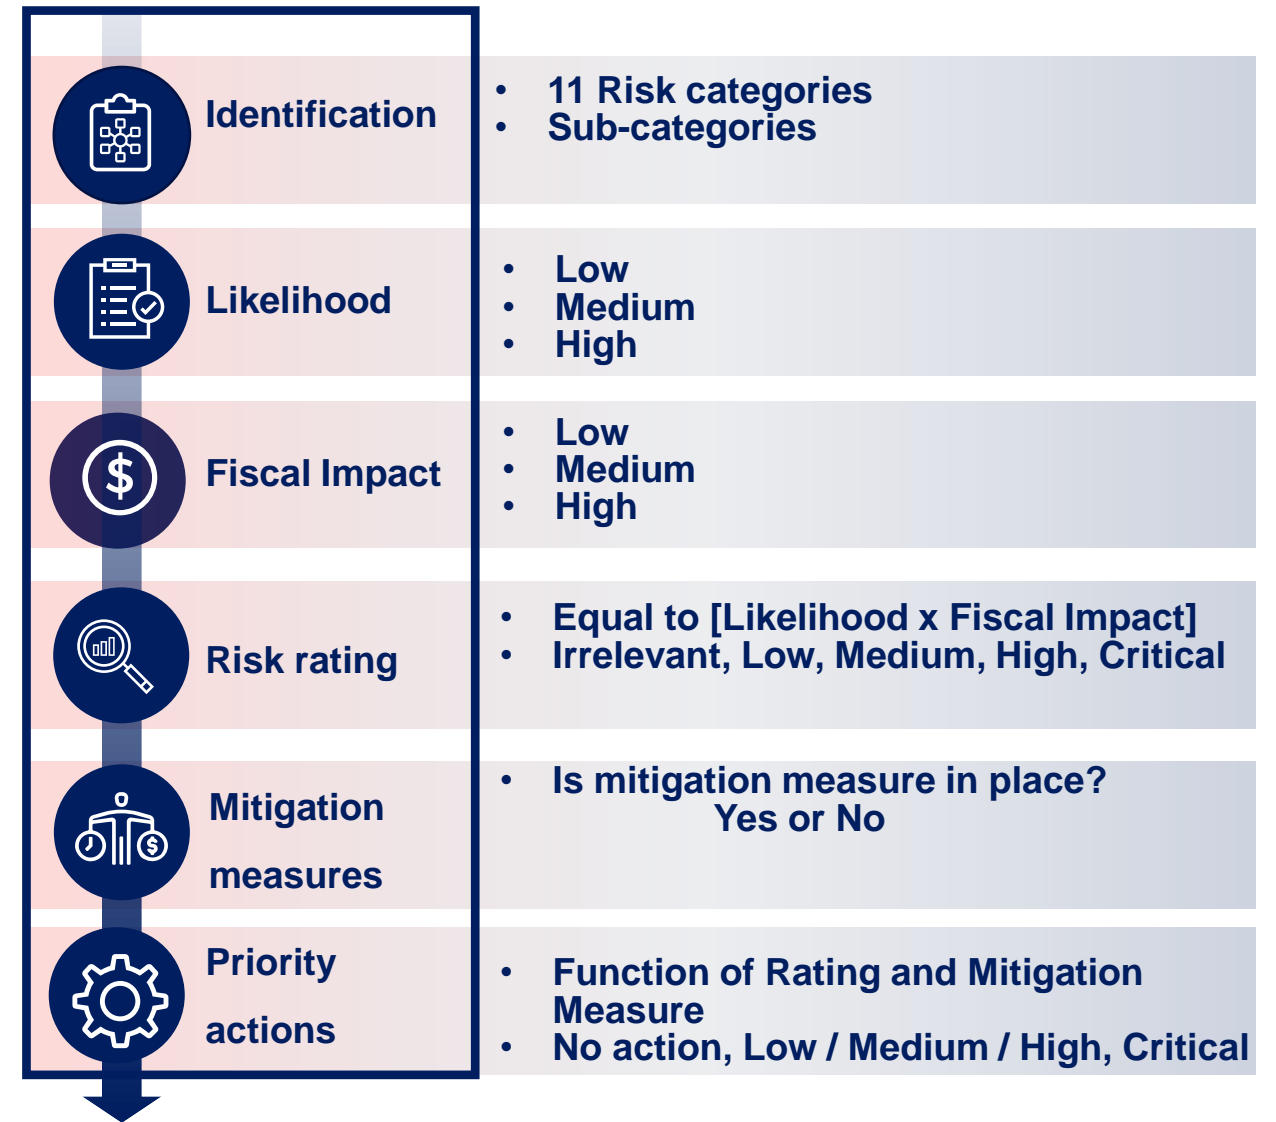 Identification
• 11 Risk categories
• Sub-categories
Likelihood
• Low
• Medium
• High
Fiscal Impact
• Low
• Medium
• High
Risk rating
• Equal to [Likelihood x Fiscal Impact]
• Irrelevant, Low, Medium, High, Critical
Mitigation
measures
• Is mitigation measure in place?
Yes or No
Priority
actions
• Function of Rating and Mitigation
Measure
• No action, Low / Medium / High, Critical